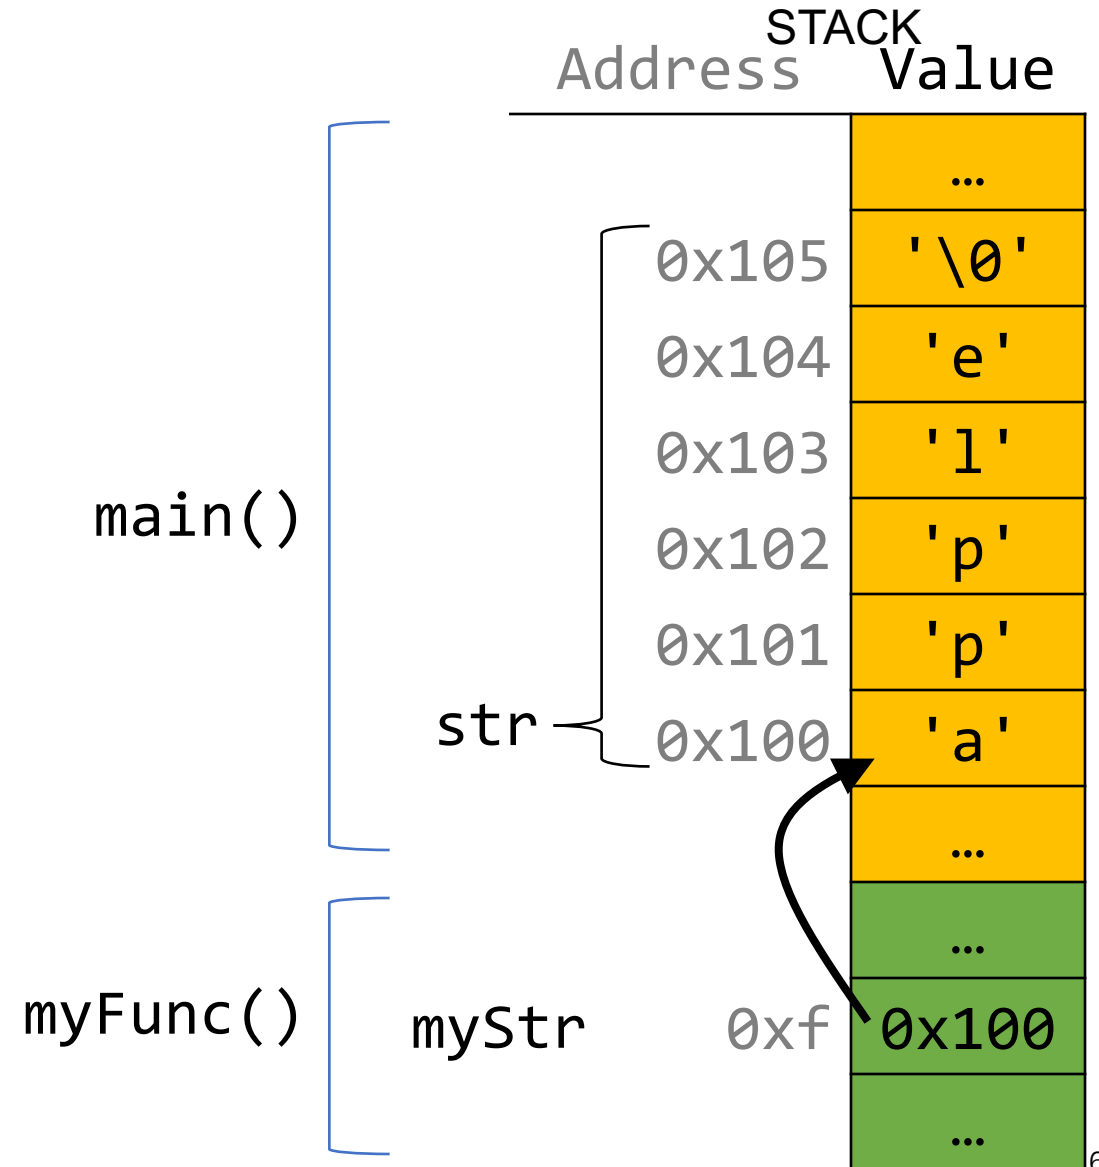 STACK
Address Value
…
0x105 '\0'
0x104 'e'
0x103 'l'
main()
0x102 'p'
0x101 'p'
str 0x100 'a'
…
…
myFunc() myStr 0xf 0x100
…